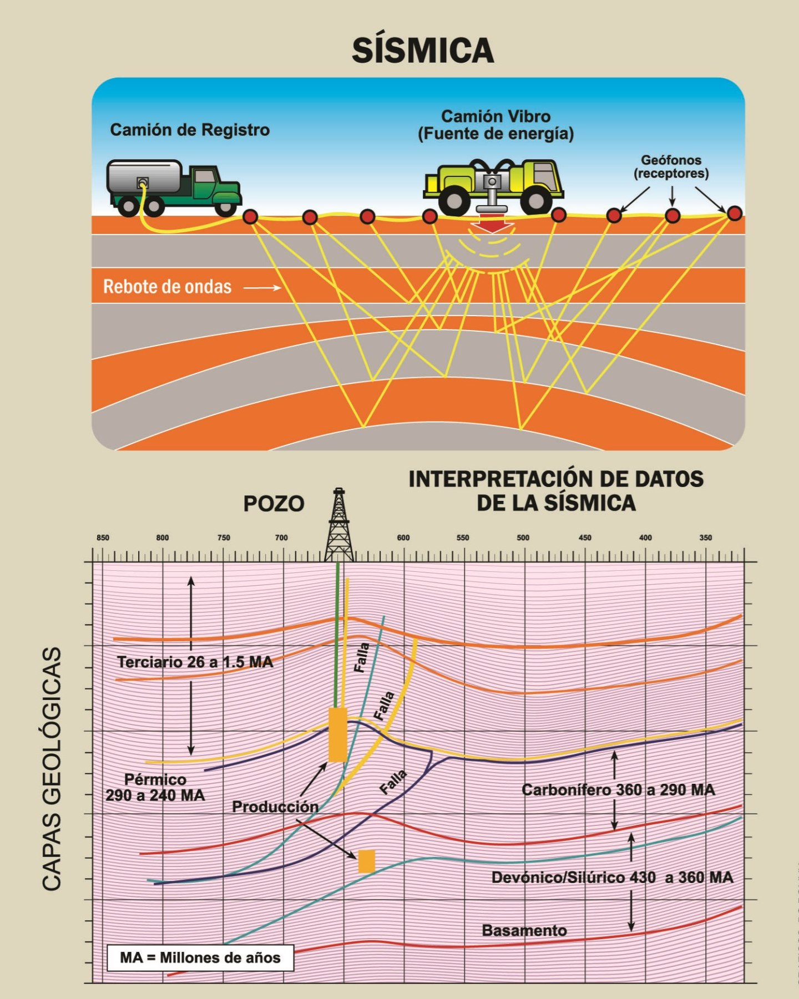 SÍSMICA
Camión de Registro
Camión Vibro
(Fuente de energía)
Geófonos
(receptores)
Rebote de ondas
INTERPRETACIÓN DE DATOS
DE LA SÍSMICA
POZO
850 800 750 700 600 550 500 450 400 350
CAPAS GEOLÓGICAS
Terciario 26 a 1.5 MA
Falla
Falla
Falla
Pérmico
290 a 240 MA
Producción
Carbonífero 360 a 290 MA
Devónico/Silúrico 430 a 360 MA
Basamento
MA = Millones de años